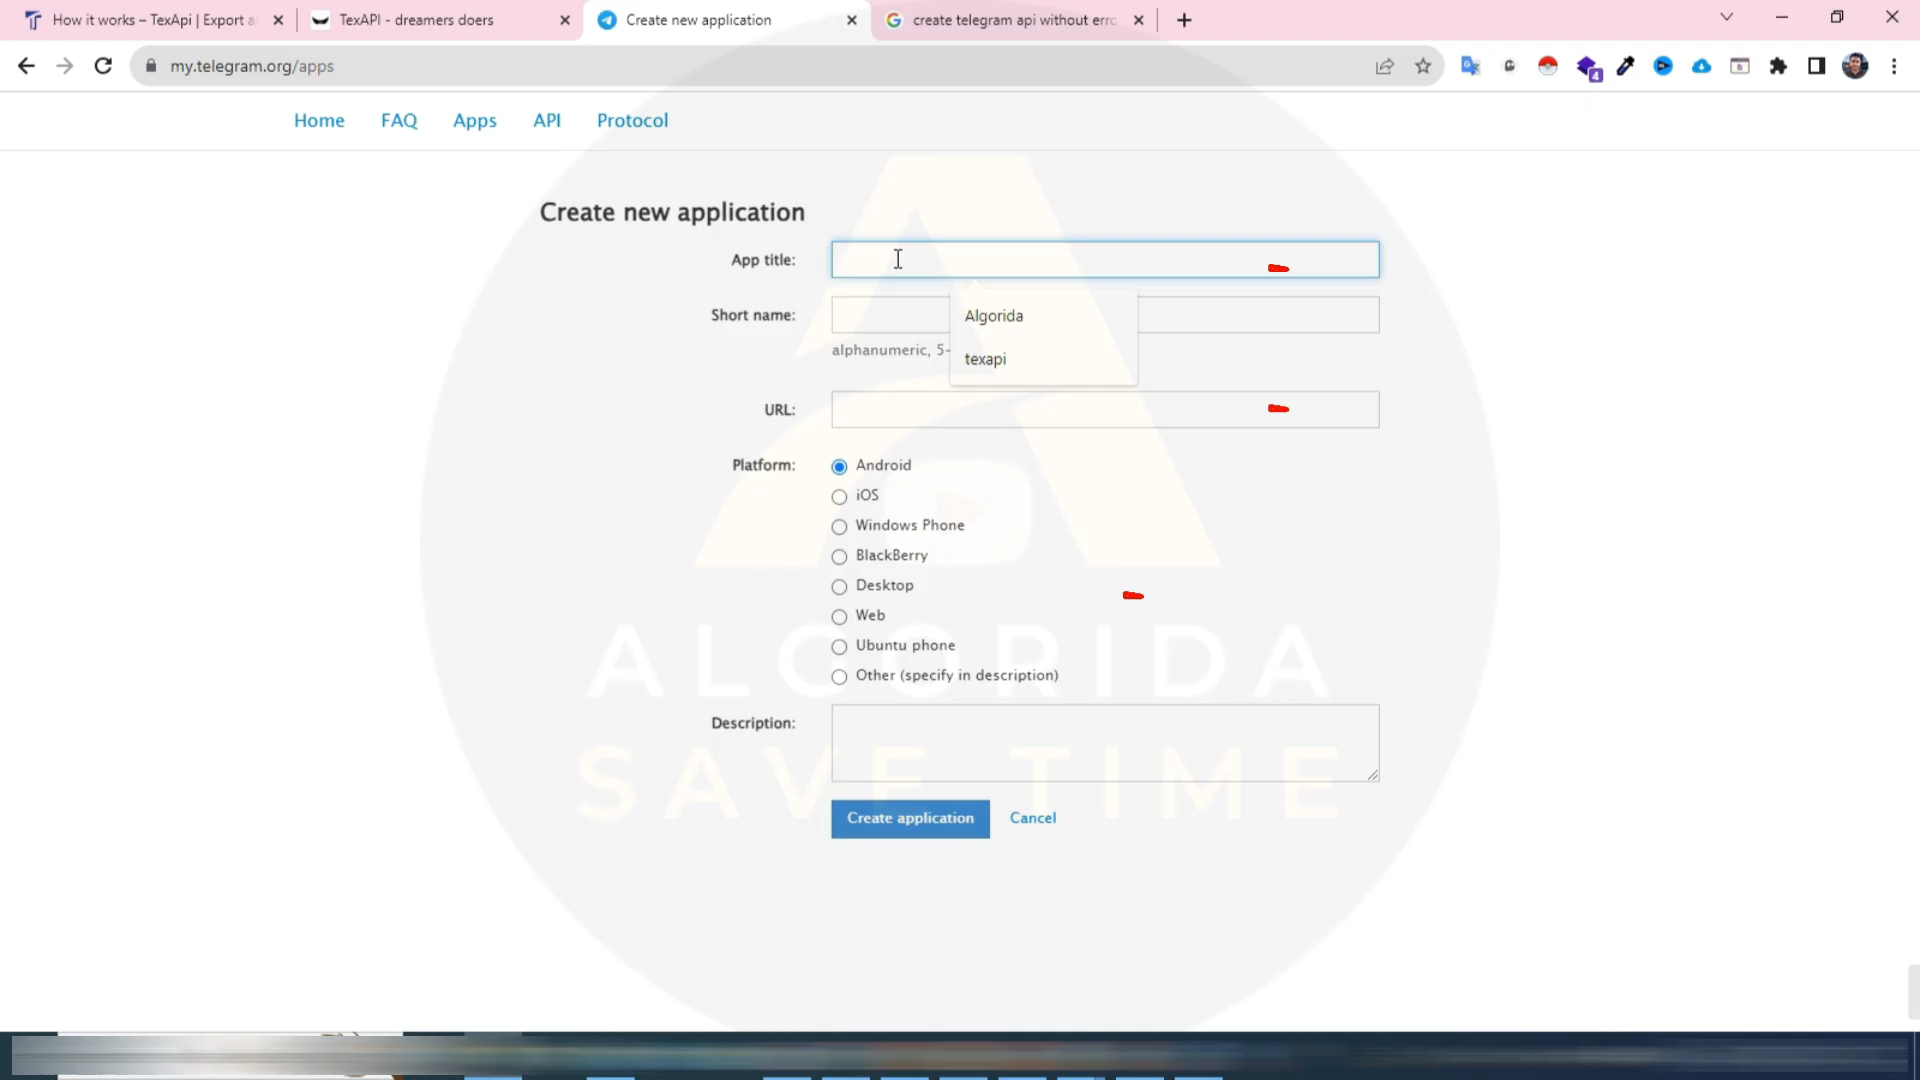 How it works – TexApi | Export a
TexAPI - dreamers doers
Create new application
create telegram api without erro
my.telegram.org/apps
4
Home
FAQ
Apps
API
Protocol
Create new application
App title:
Short name:
Algorida
alphanumeric, 5-
texapi
URL:
Platform:
Android
iOS
Windows Phone
BlackBerry
Desktop
Web
Ubuntu phone
Other (specify in description)
ALGORIDA
Description:
SAVE TIME
Create application
Cancel